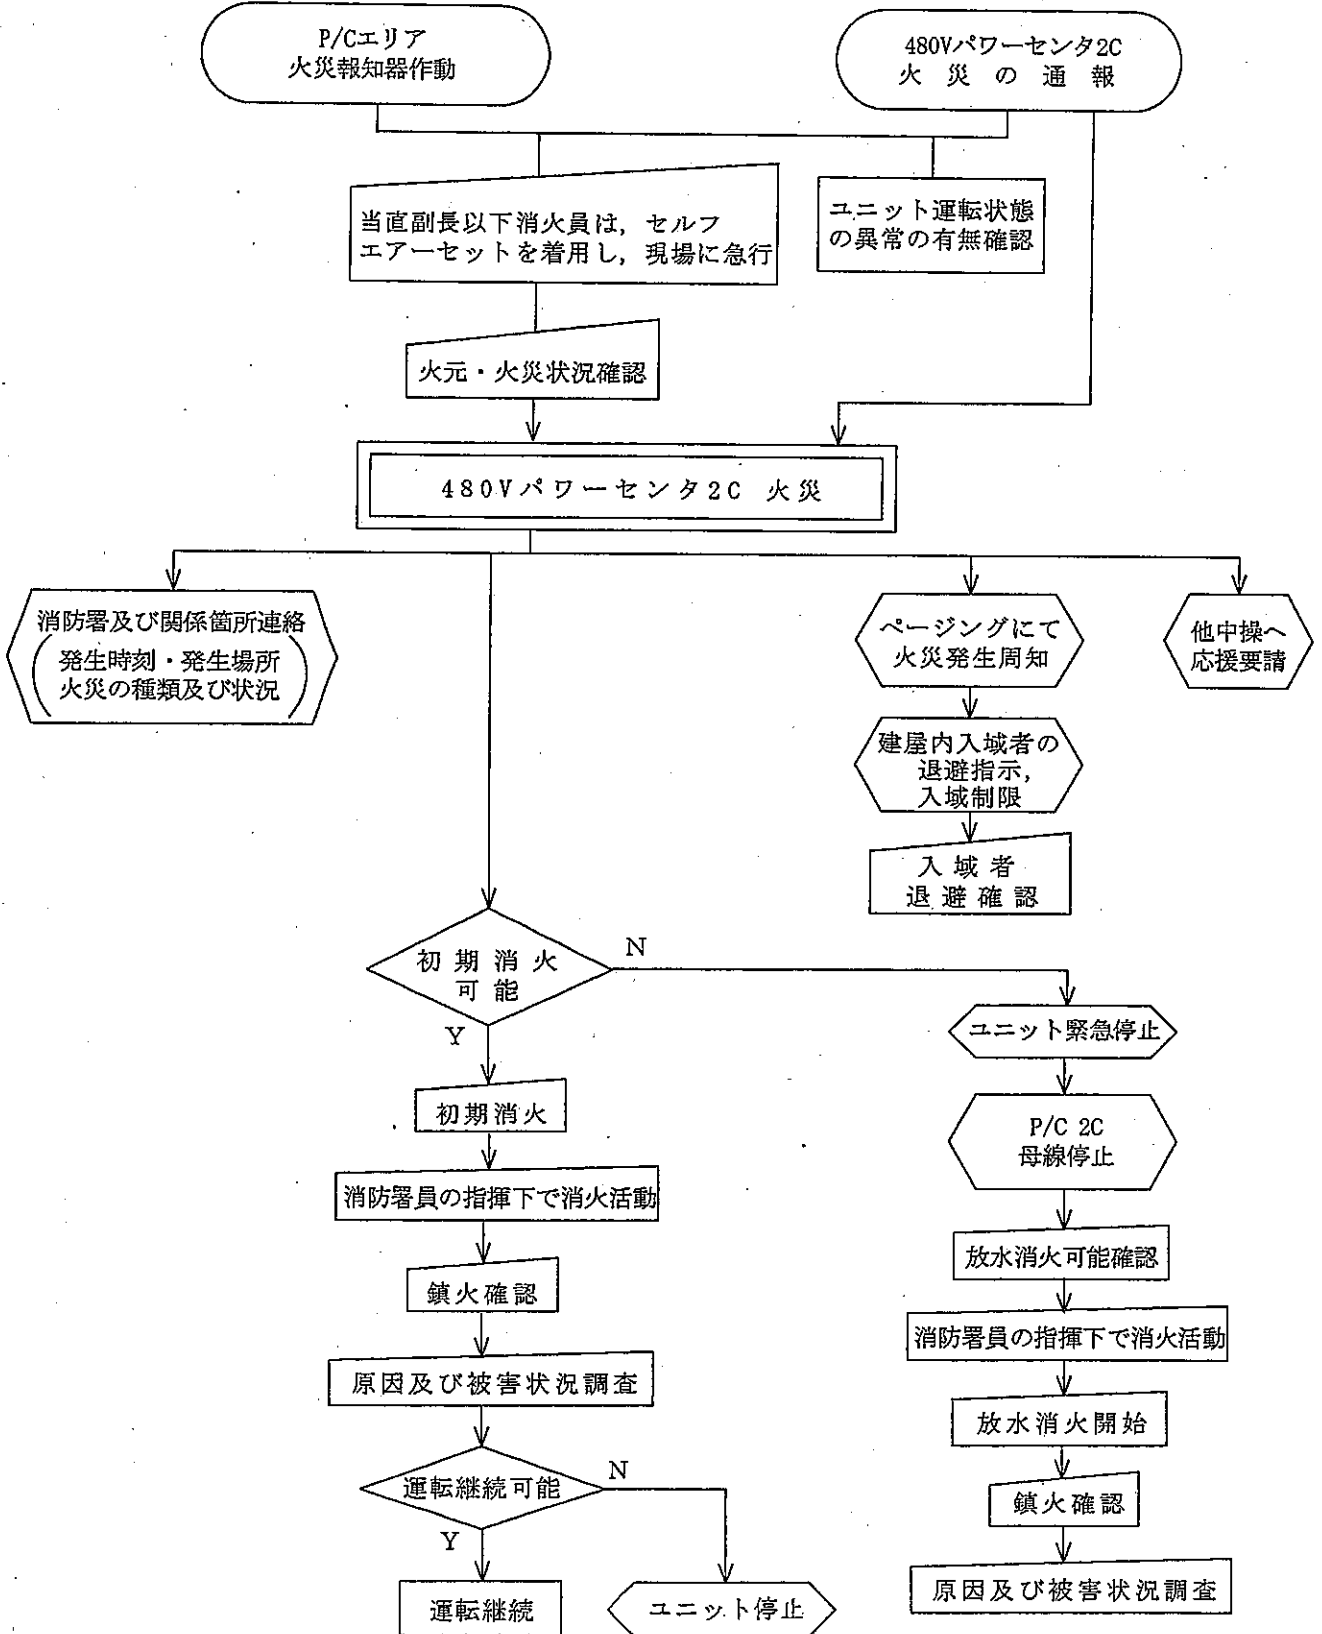 P/Cエリア
火災報知器作動
480Vパワーセンタ2C
火災の通報
当直副長以下消火員は，セルフ
エアーセットを着用し，現場に急行
ユニット運転状態
の異常の有無確認
火元・火災状況確認
480Vパワーセンタ2C 火災
消防署及び関係箇所連絡
発生時刻・発生場所
火災の種類及び状況
ページングにて
火災発生周知
他中操へ
応援要請
建屋内入域者の
退避指示，
入域制限
入域者
退避確認
初期消火
可能
N
Y
ユニット緊急停止
初期消火
P/C 2C
母線停止
消防署員の指揮下で消火活動
放水消火可能確認
鎮火確認
消防署員の指揮下で消火活動
原因及び被害状況調査
放水消火開始
運転継続可能
N
Y
鎮火確認
原因及び被害状況調査
運転継続
ユニット停止